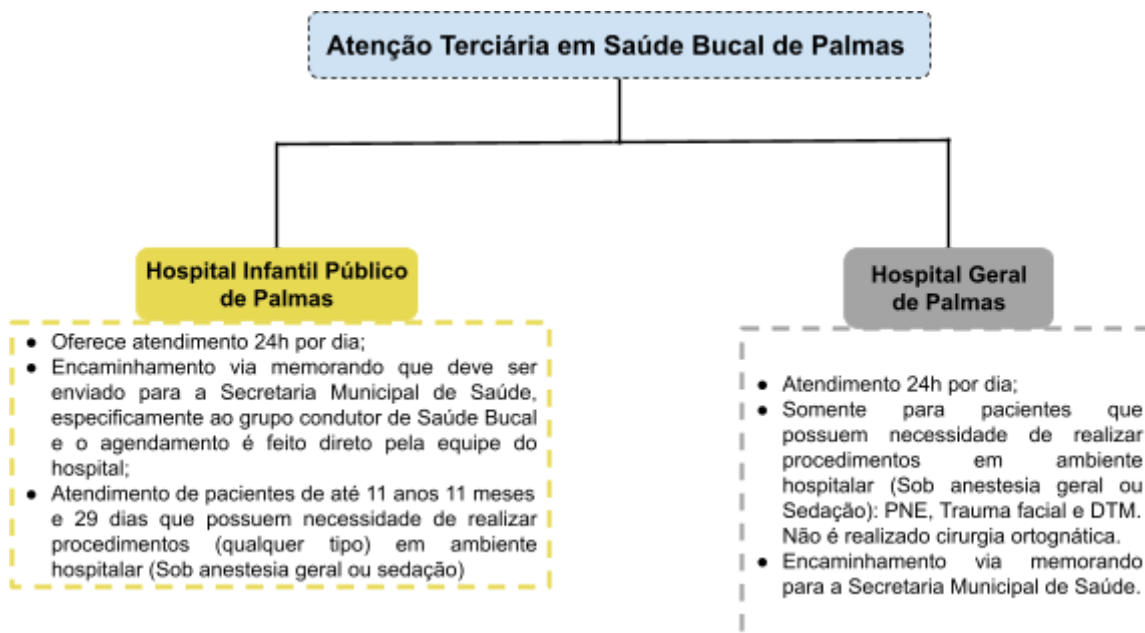 Atenção Terciária em Saúde Bucal de Palmas
Hospital Infantil Público
de Palmas
● Oferece atendimento 24h por dia;
● Encaminhamento via memorando que deve ser
enviado para a Secretaria Municipal de Saúde,
especificamente ao grupo condutor de Saúde Bucal
e o agendamento é feito direto pela equipe do
hospital;
● Atendimento de pacientes de até 11 anos 11 meses
e 29 dias que possuem necessidade de realizar
procedimentos (qualquer tipo) em ambiente
hospitalar (Sob anestesia geral ou sedação)
Hospital Geral
de Palmas
● Atendimento 24h por dia;
● Somente para pacientes que
possuem necessidade de realizar
procedimentos em ambiente
hospitalar (Sob anestesia geral ou
Sedação): PNE, Trauma facial e DTM.
Não é realizado cirurgia ortognática.
● Encaminhamento via memorando
para a Secretaria Municipal de Saúde.